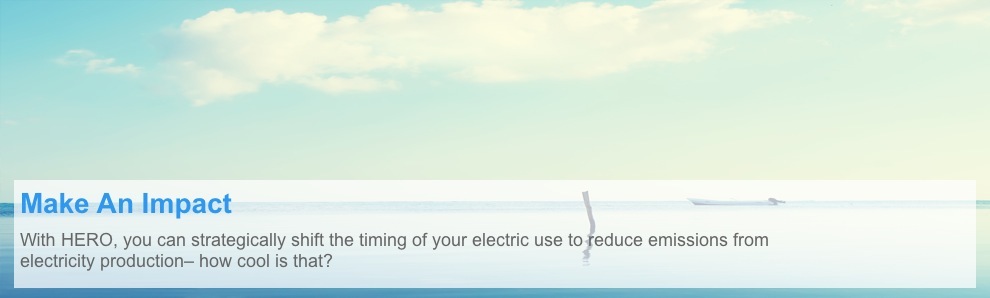 Make An Impact
With HERO, you can strategically shift the timing of your electric use to reduce emissions from
electricity production– how cool is that?